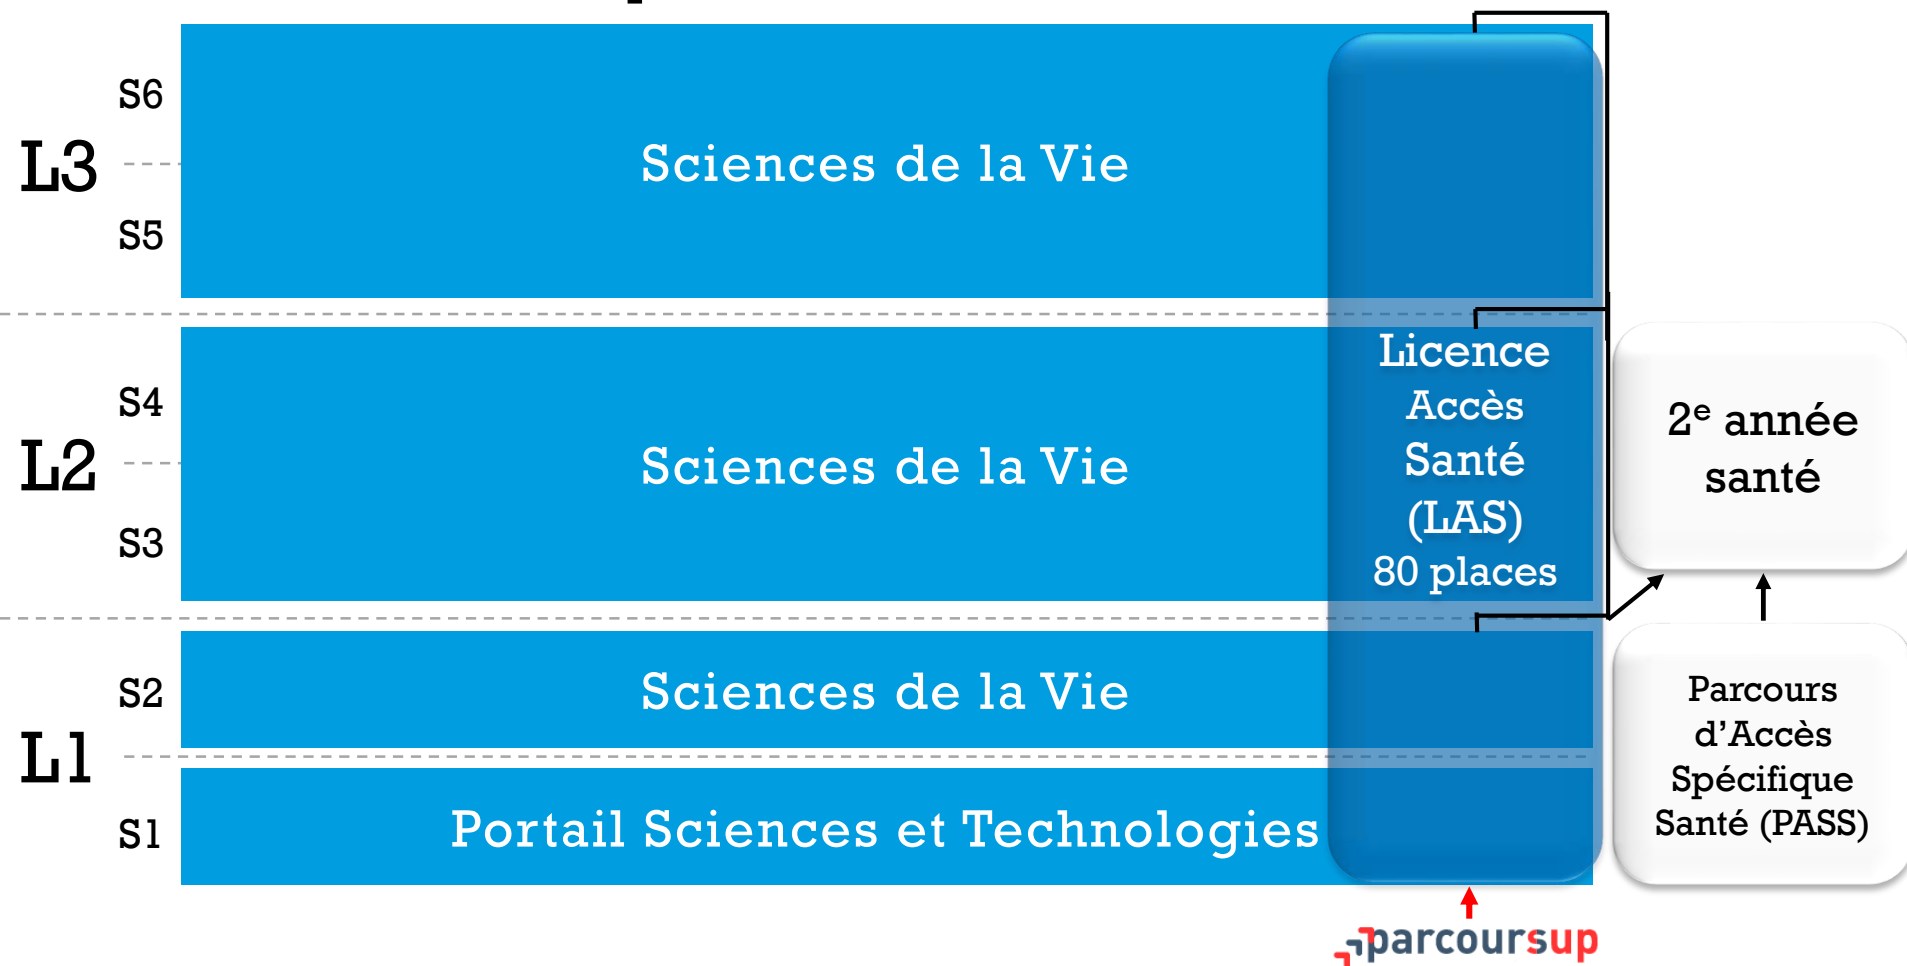 S6
L3
Sciences de la Vie
S5
S4
L2
Sciences de la Vie
S3
Licence
Accès
Santé
(LAS)
80 places
2e année
santé
S2
L1
Sciences de la Vie
S1
Portail Sciences et Technologies
Parcours
d’Accès
Spécifique
Santé (PASS)
parcoursup